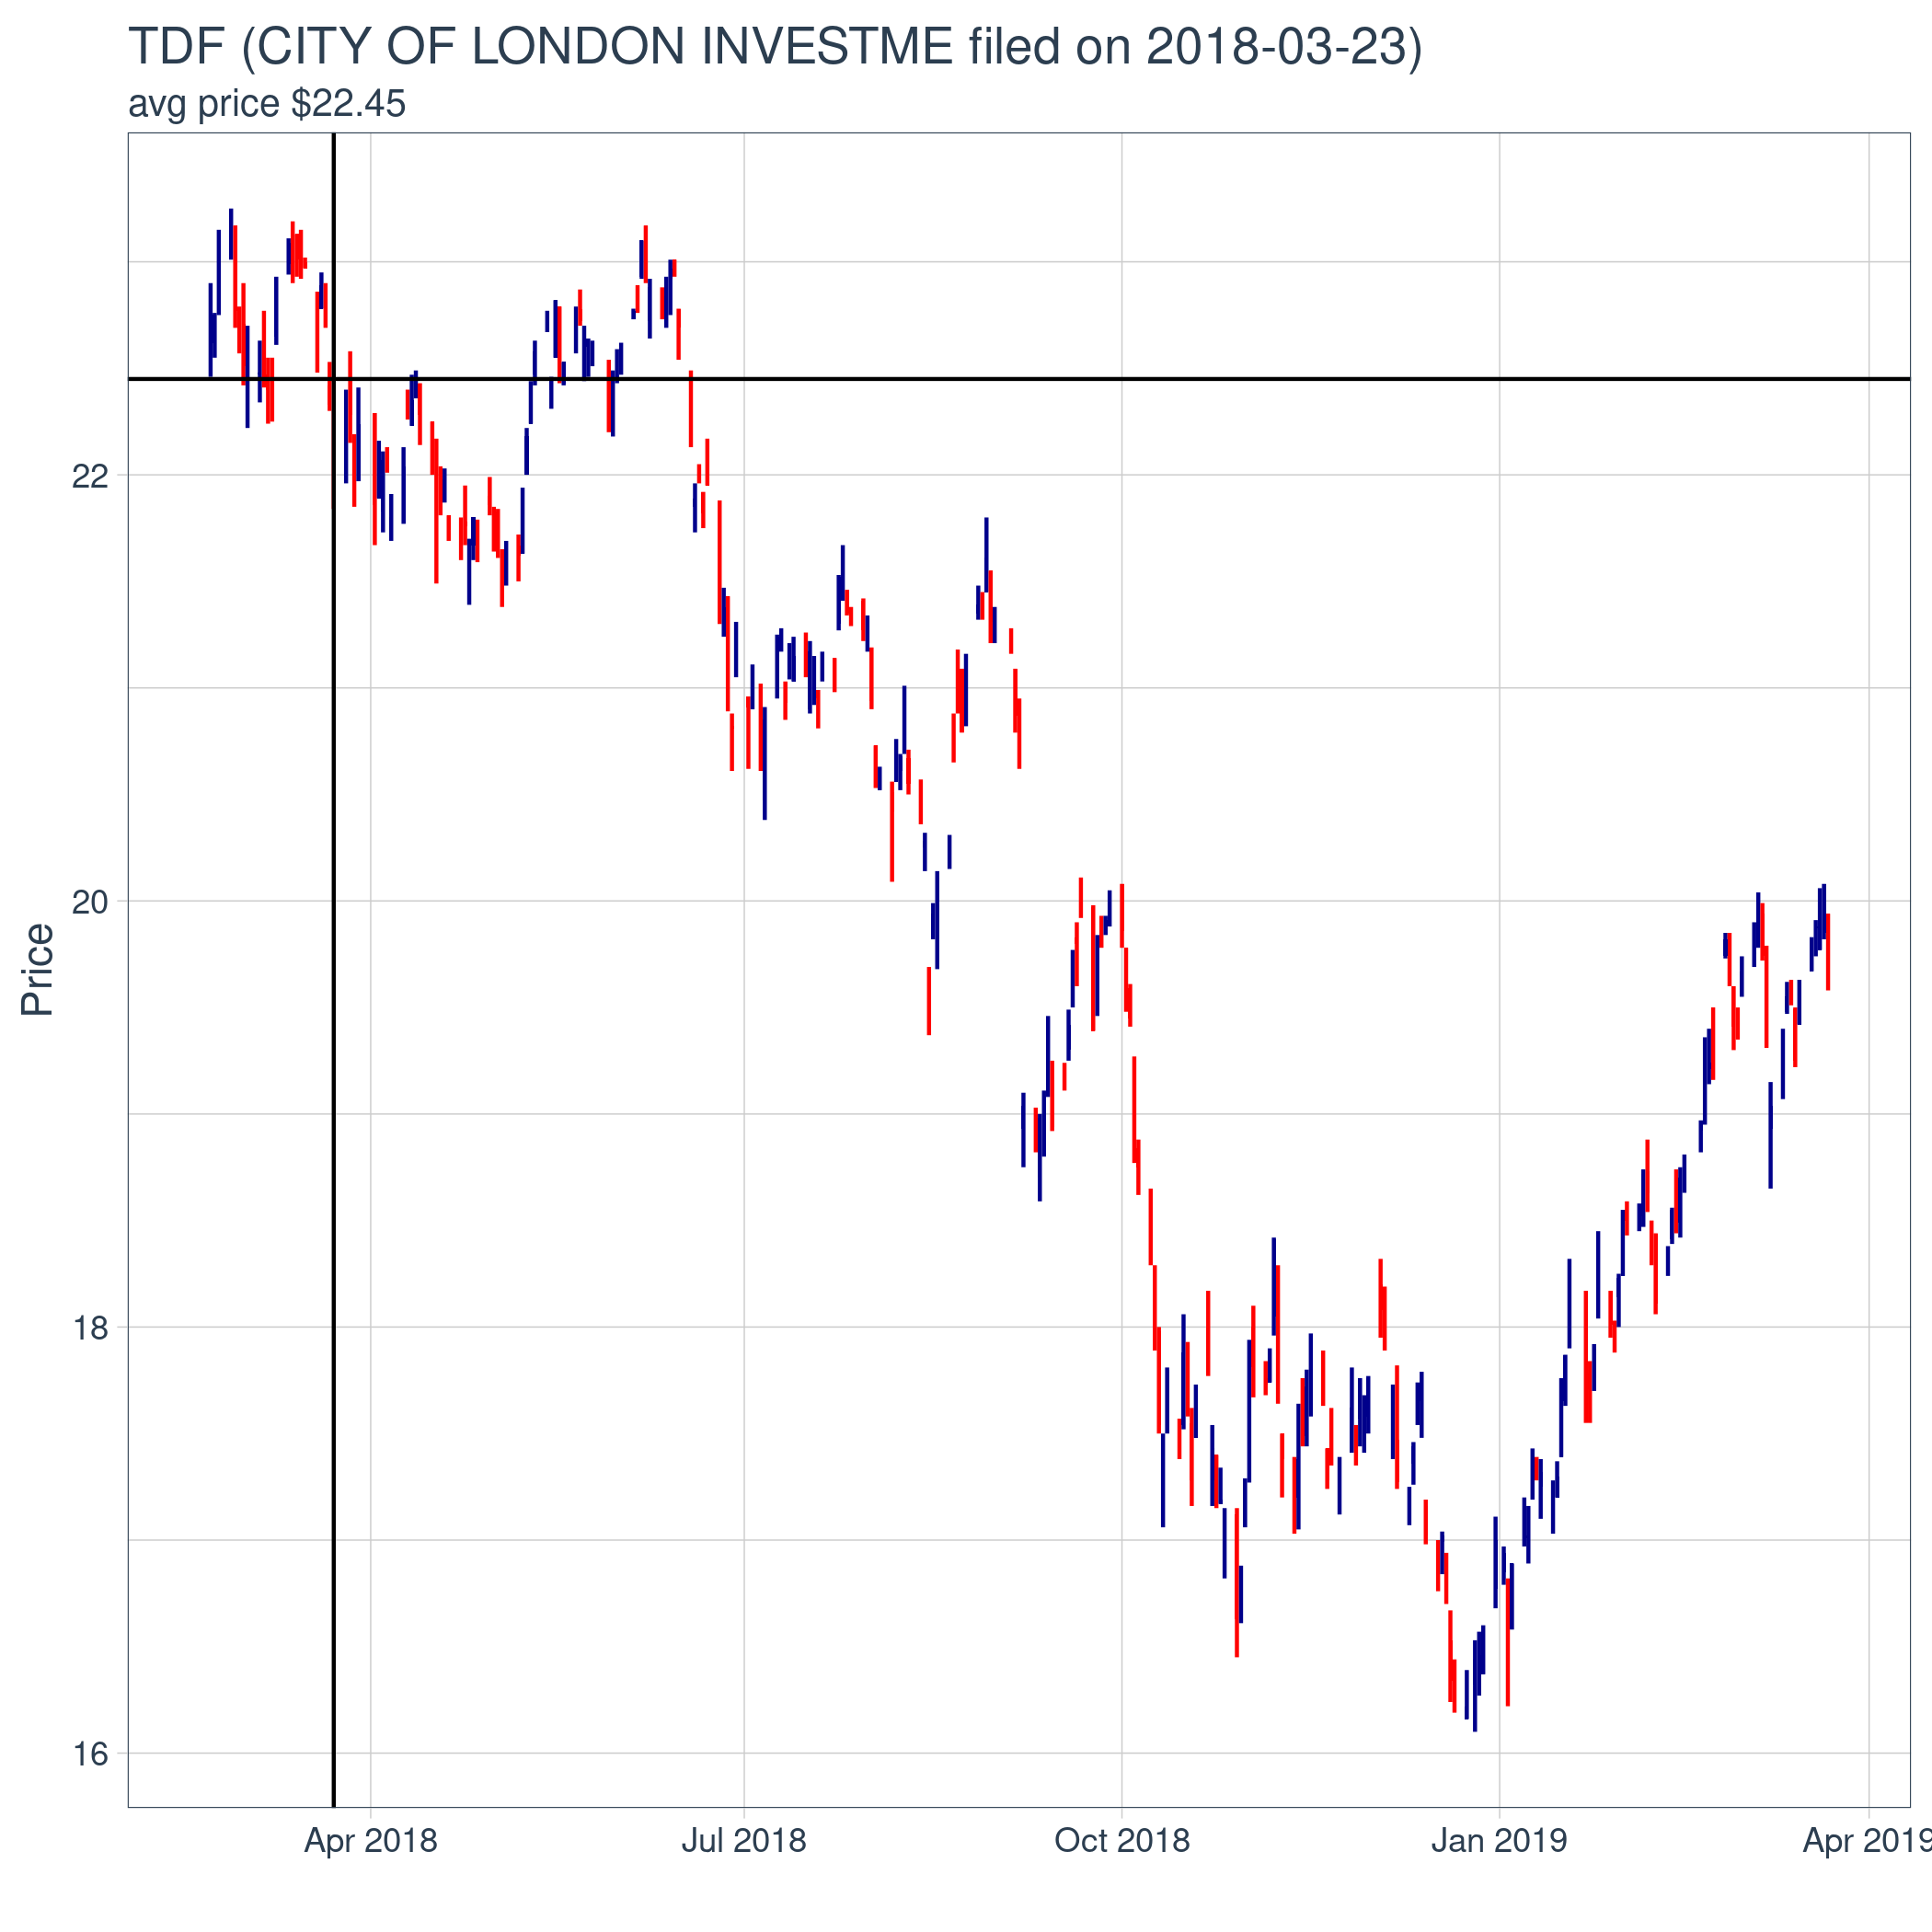 TDF (CITY OF LONDON INVESTME filed on 2018-03-23)
avg price $22.45
Price
22
20
18
16
Apr 2018
Jul 2018
Oct 2018
Jan 2019
Apr 2019